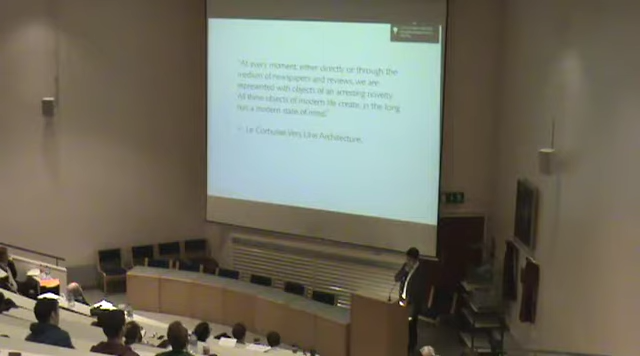 "At every moment, either directly or through the
medium of newspapers and reviews, we are
presented with objects of an arresting novelty.
All these objects of modern life create, in the long
run a modern state of mind"
- Le Corbusier, Vers Une Architecture,